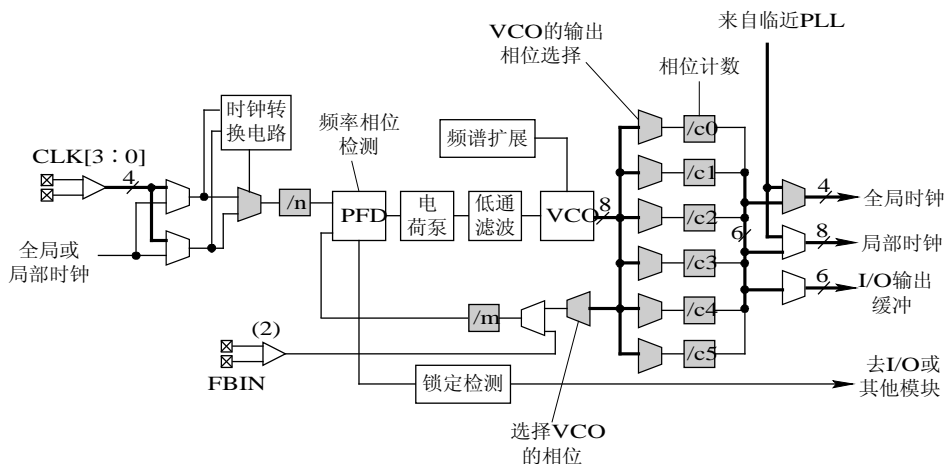 来自临近PLL
VCO的输出
相位选择
相位计数
时钟转
换电路
频率相位
检测
频谱扩展
/c0
CLK[3：0]
4
/c1
4
全局时钟
/n
PFD
电
荷泵
低通
滤波
VCO
8
/c2
6
8
局部时钟
全局或
局部时钟
/c3
6
I/O输出
缓冲
/m
/c4
(2)
FBIN
/c5
锁定检测
去I/O或
其他模块
选择VCO
的相位